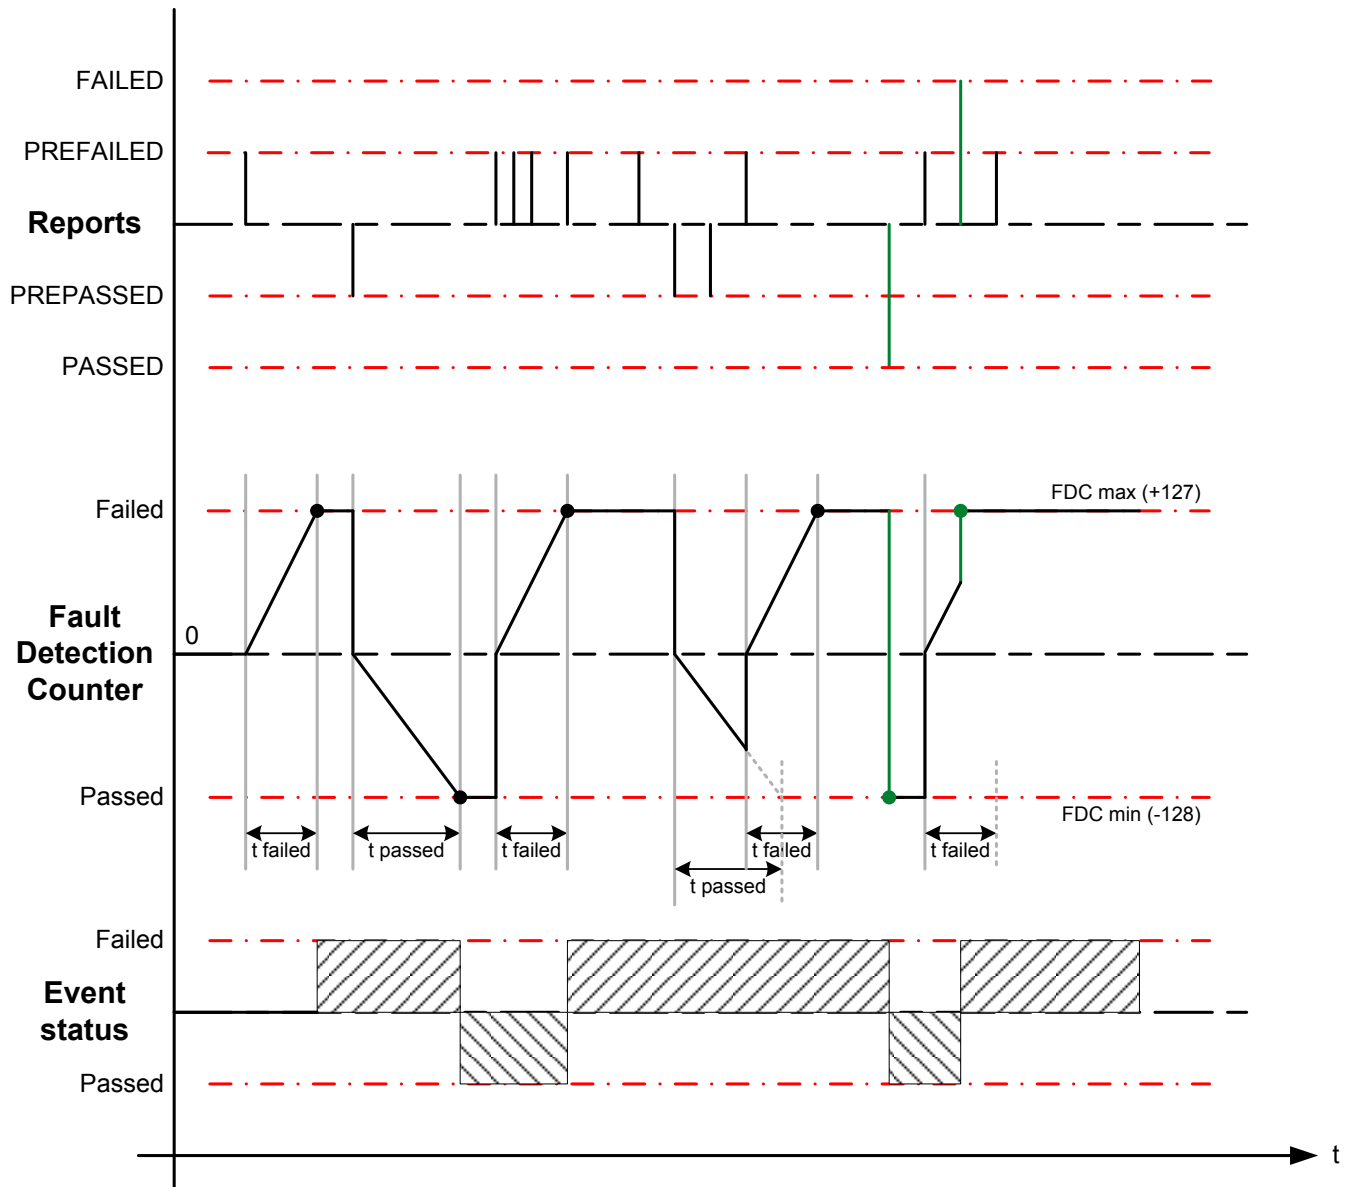 FAILED
PREFAILED
Reports
PREPASSED
PASSED
Failed
FDC max (+127)
0
Fault
Detection
Counter
Passed
FDC min (-128)
t failed
t passed
t failed
t failed
t failed
t passed
Failed
Event
status
Passed
t